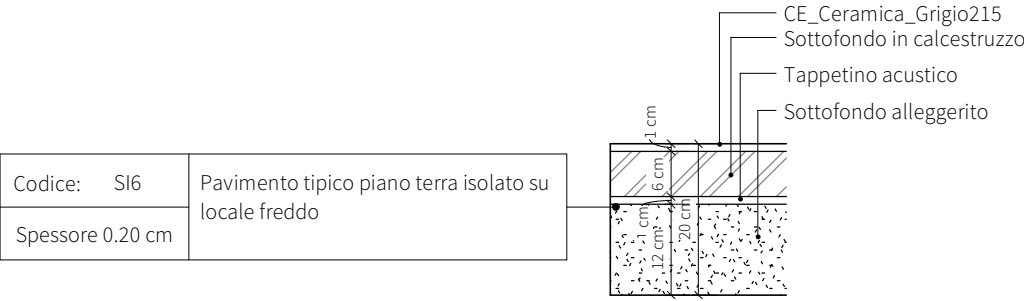 CE_Ceramica_Grigio215
Sottofondo in calcestruzzo
Tappetino acustico
Sottofondo alleggerito
1 cm
6 cm
1 cm
12 cm
20 cm
Codice: SI6
Spessore 0.20 cm
Pavimento tipico piano terra isolato su
locale freddo